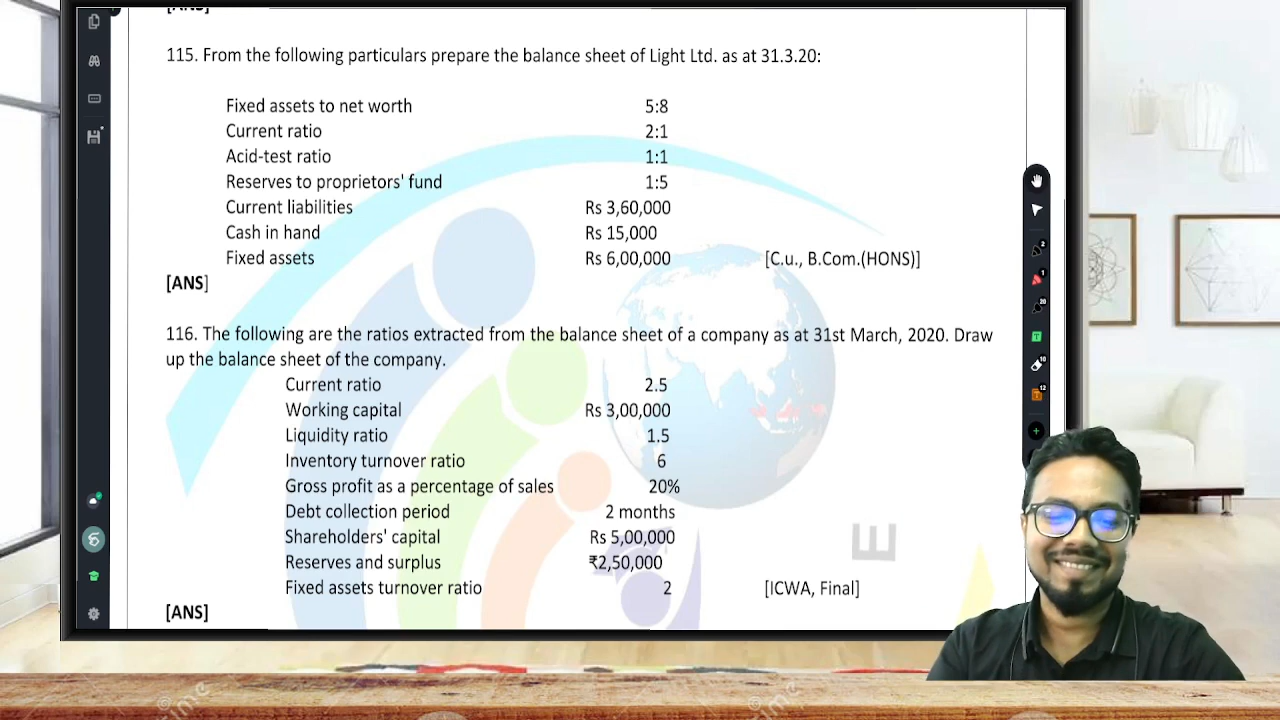 [ANS]
115. From the following particulars prepare the balance sheet of Light Ltd. as at 31.3.20:
Fixed assets to net worth 5:8
Current ratio 2:1
Acid-test ratio 1:1
Reserves to proprietors' fund 1:5
Current liabilities Rs 3,60,000
Cash in hand Rs 15,000
Fixed assets Rs 6,00,000 [C.u., B.Com.(HONS)]
[ANS]
116. The following are the ratios extracted from the balance sheet of a company as at 31st March, 2020. Draw
up the balance sheet of the company.
Current ratio 2.5
Working capital Rs 3,00,000
Liquidity ratio 1.5
Inventory turnover ratio 6
Gross profit as a percentage of sales 20%
Debt collection period 2 months
Shareholders' capital Rs 5,00,000
Reserves and surplus ₹2,50,000
Fixed assets turnover ratio 2 [ICWA, Final]
[ANS]
E
2
1
20
10
12